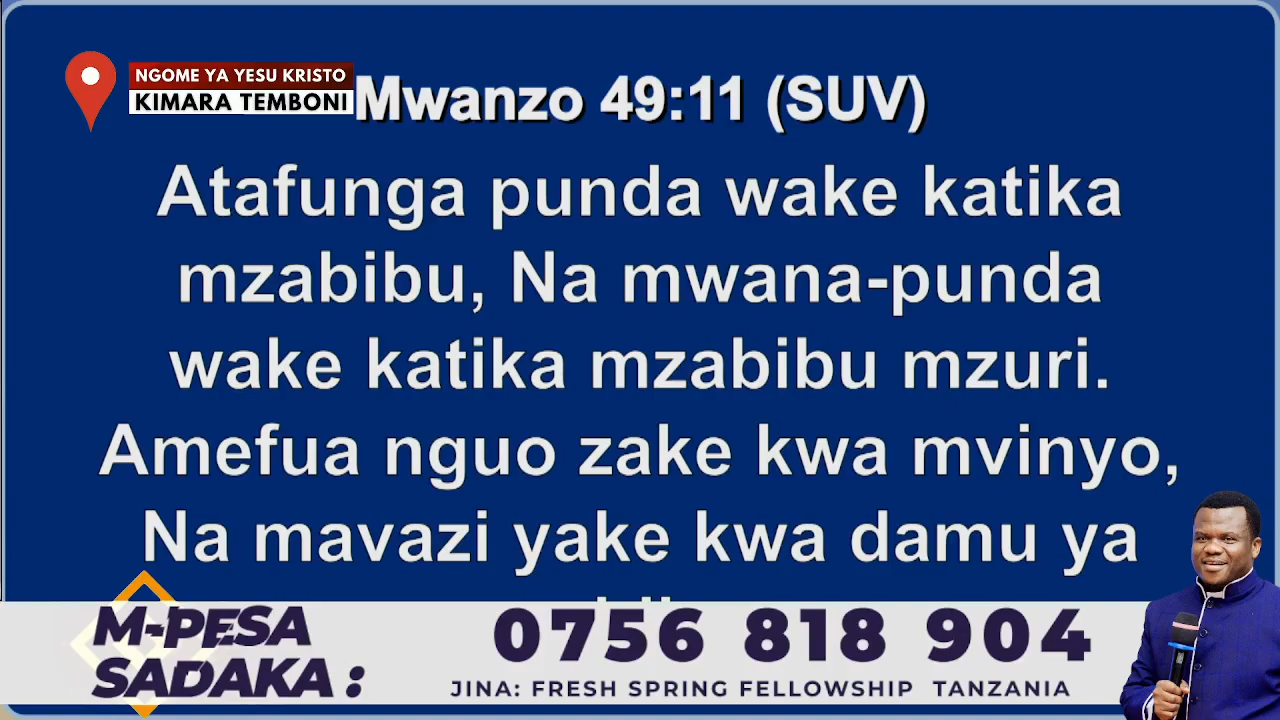 NGOME YA YESU KRISTO
KIMARA TEMBONI
Mwanzo 49:11 (SUV)
Atafunga punda wake katika
mzabibu, Na mwana-punda
wake katika mzabibu mzuri.
Amefua nguo zake kwa mvinyo,
Na mavazi yake kwa damu ya
M-PESA
SADAKA :
0756 818 904
JINA: FRESH SPRING FELLOWSHIP TANZANIA